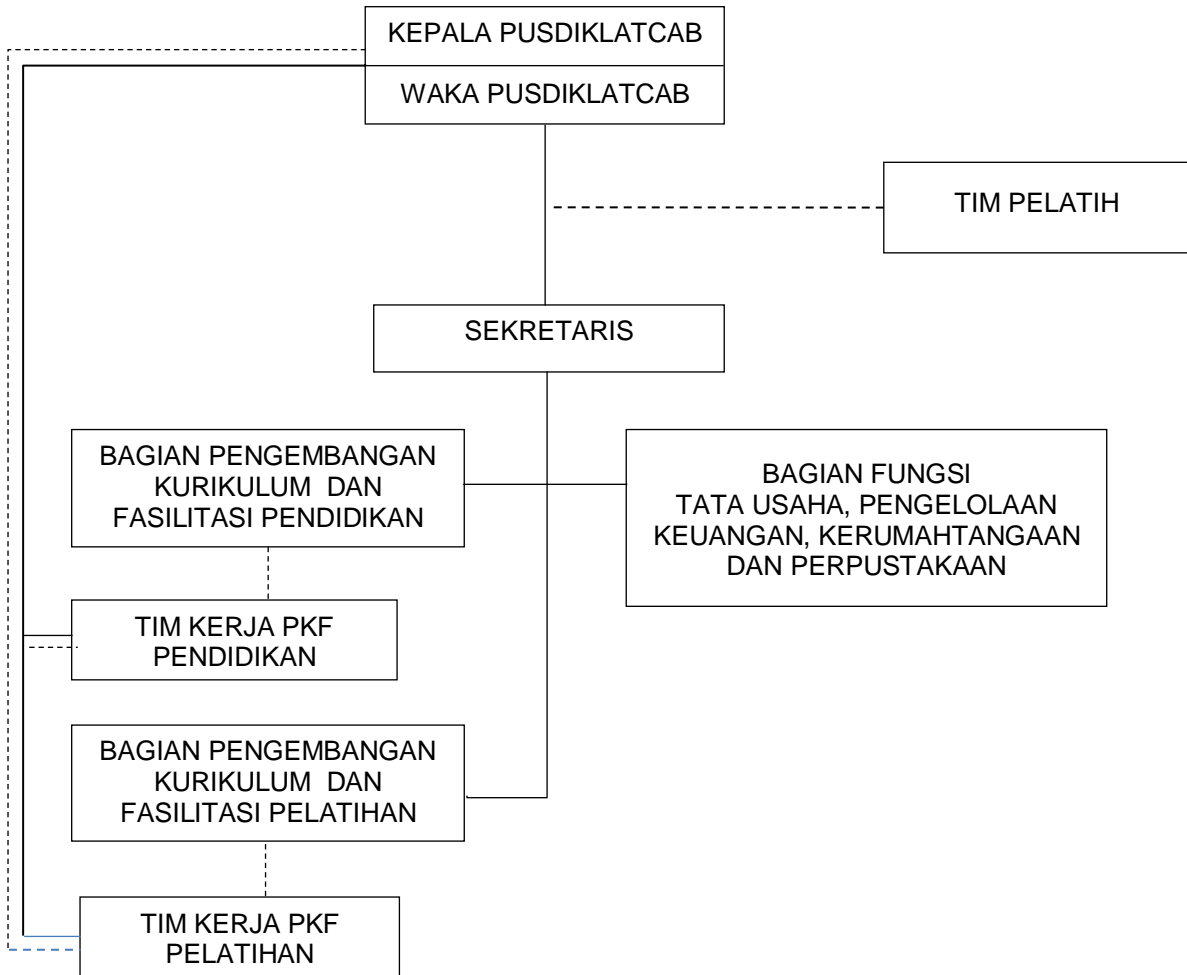 KEPALA PUSDIKLATCAB
WAKA PUSDIKLATCAB
TIM PELATIH
SEKRETARIS
BAGIAN PENGEMBANGAN
KURIKULUM DAN
FASILITASI PENDIDIKAN
BAGIAN FUNGSI
TATA USAHA, PENGELOLAAN
KEUANGAN, KERUMAHTANGAAN
DAN PERPUSTAKAAN
TIM KERJA PKF
PENDIDIKAN
BAGIAN PENGEMBANGAN
KURIKULUM DAN
FASILITASI PELATIHAN
TIM KERJA PKF
PELATIHAN